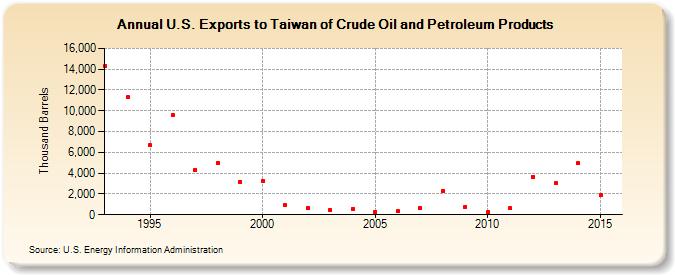 Annual U.S. Exports to Taiwan of Crude Oil and Petroleum Products
Thousand Barrels
16,000
14,000
12,000
10,000
8,000
6,000
4,000
2,000
0
1995 2000 2005 2010 2015
Source: U.S. Energy Information Administration